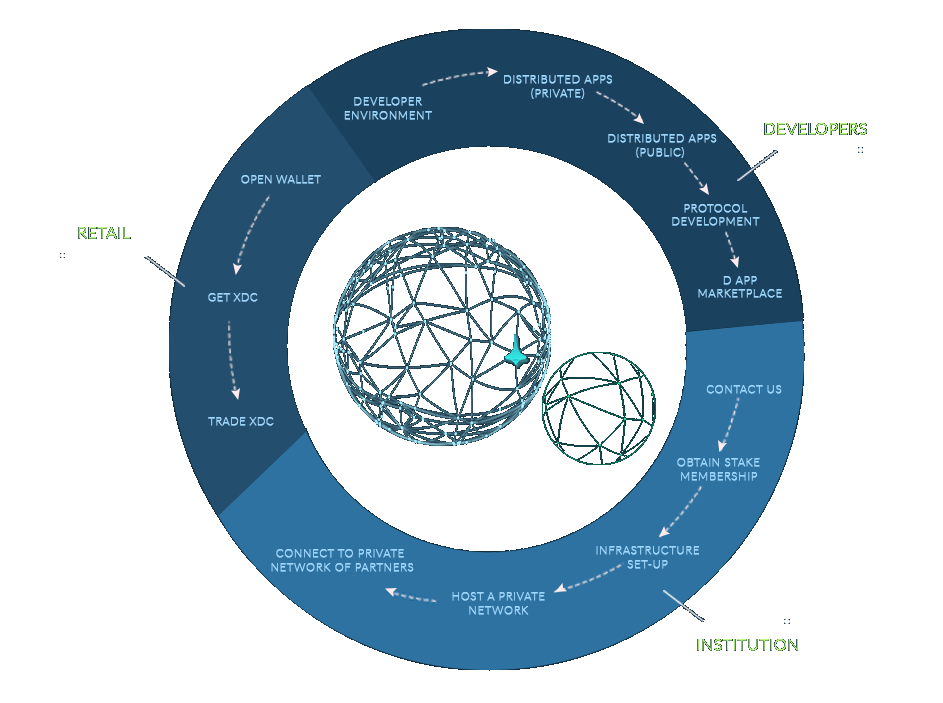 DEVELOPERS
DEVELOPER
ENVIRONMENT
DISTRIBUTED APPS
(PRIVATE)
DISTRIBUTED APPS
(PUBLIC)
PROTOCOL
DEVELOPMENT
D APP
MARKETPLACE
RETAIL
OPEN WALLET
GET XDC
TRADE XDC
INSTITUTION
CONTACT US
OBTAIN STAKE
MEMBERSHIP
INFRASTRUCTURE
SET-UP
HOST A PRIVATE
NETWORK
CONNECT TO PRIVATE
NETWORK OF PARTNERS